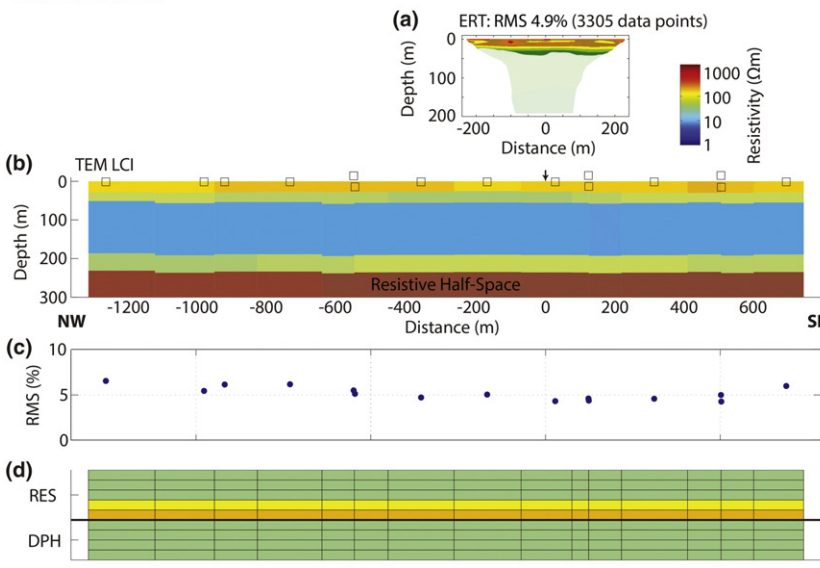 (a)
ERT: RMS 4.9% (3305 data points)
Depth (m)
0
100
200
-200 0 200
Distance (m)
1000
100
10
1
Resistivity (Ωm)
(b)
TEM LCI
Depth (m)
0
100
200
300
Resistive Half-Space
-1200 -1000 -800 -600 -400 -200 0 200 400 600
NW
Distance (m)
(c)
RMS (%)
10
5
0
(d)
RES
DPH